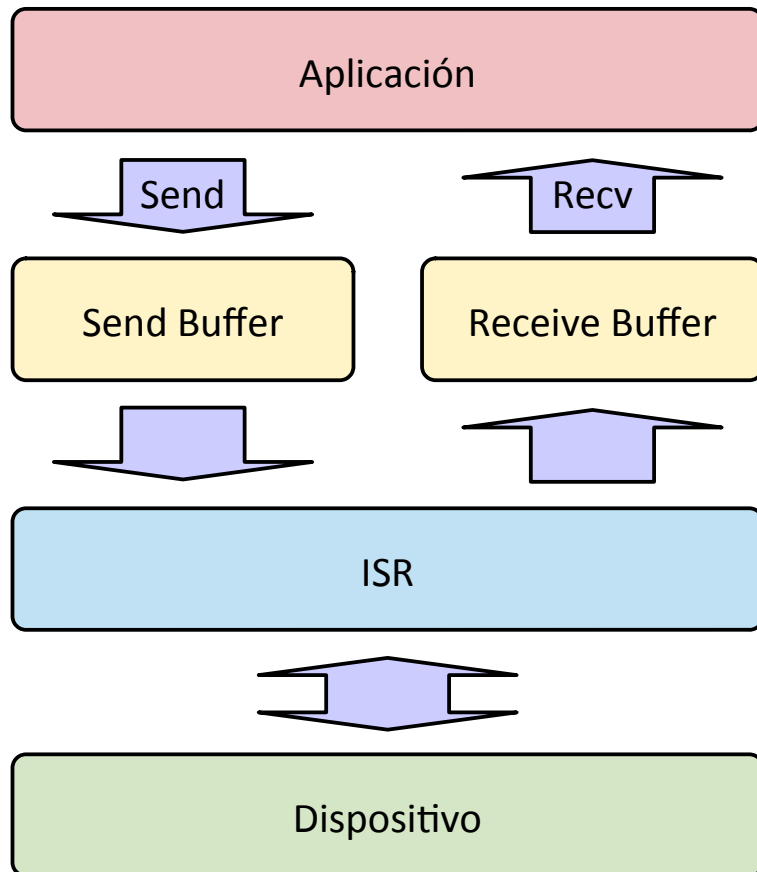 Aplicación
Send
Recv
Send Buffer
Receive Buffer
ISR
Dispositivo